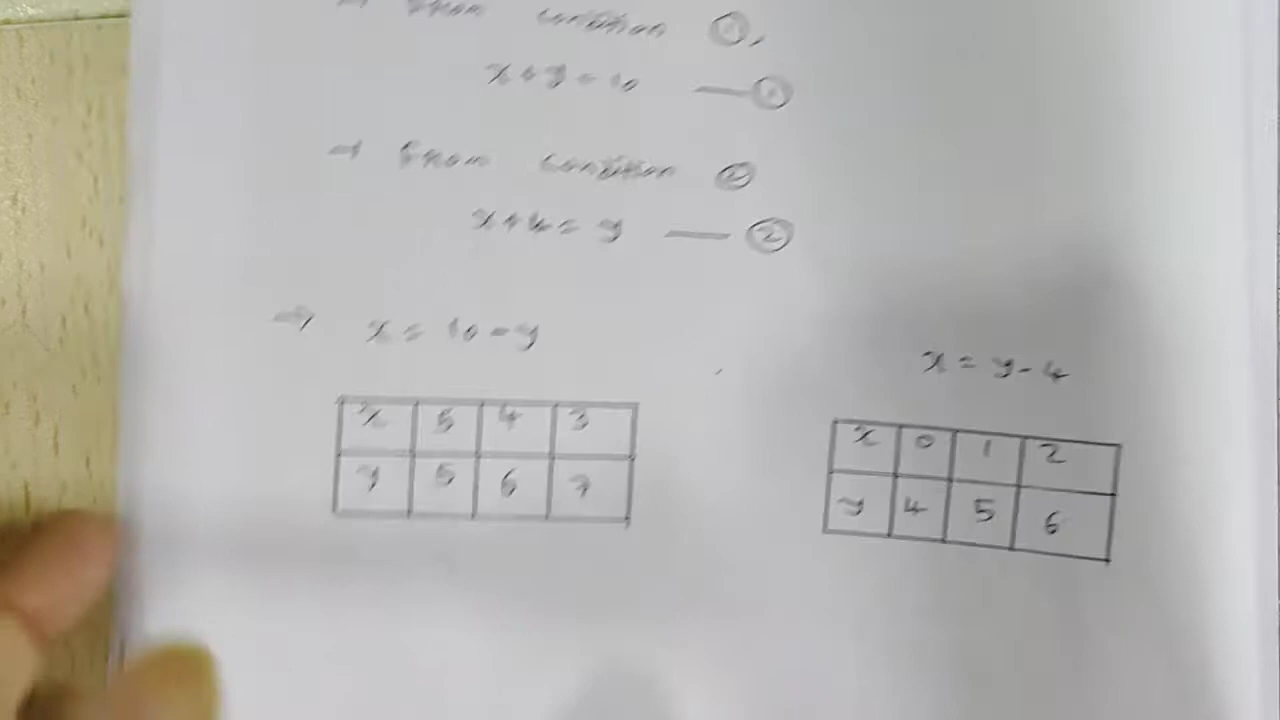 → from condition ①,
x + y = 10 —— ①
→ from condition ②
x + 4 = y —— ②
→ x = 10 - y
x = y - 4
x 5 4 3
y 5 6 7
x 0 1 2
y 4 5 6